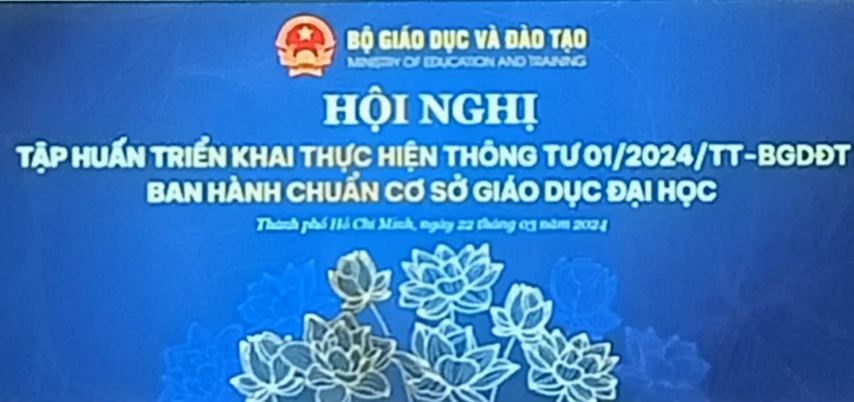 BỘ GIÁO DỤC VÀ ĐÀO TẠO
MINISTRY OF EDUCATION AND TRAINING
HỘI NGHỊ
TẬP HUẤN TRIỂN KHAI THỰC HIỆN THÔNG TƯ 01/2024/TT-BGDĐT
BAN HÀNH CHUẨN CƠ SỞ GIÁO DỤC ĐẠI HỌC
Thành phố Hồ Chí Minh, ngày 22 tháng 03 năm 2024